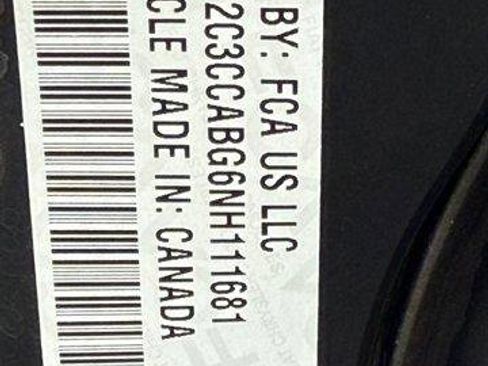 BY: FCA US LLC
2C3CCABG6NH111681
CLE MADE IN: CANADA